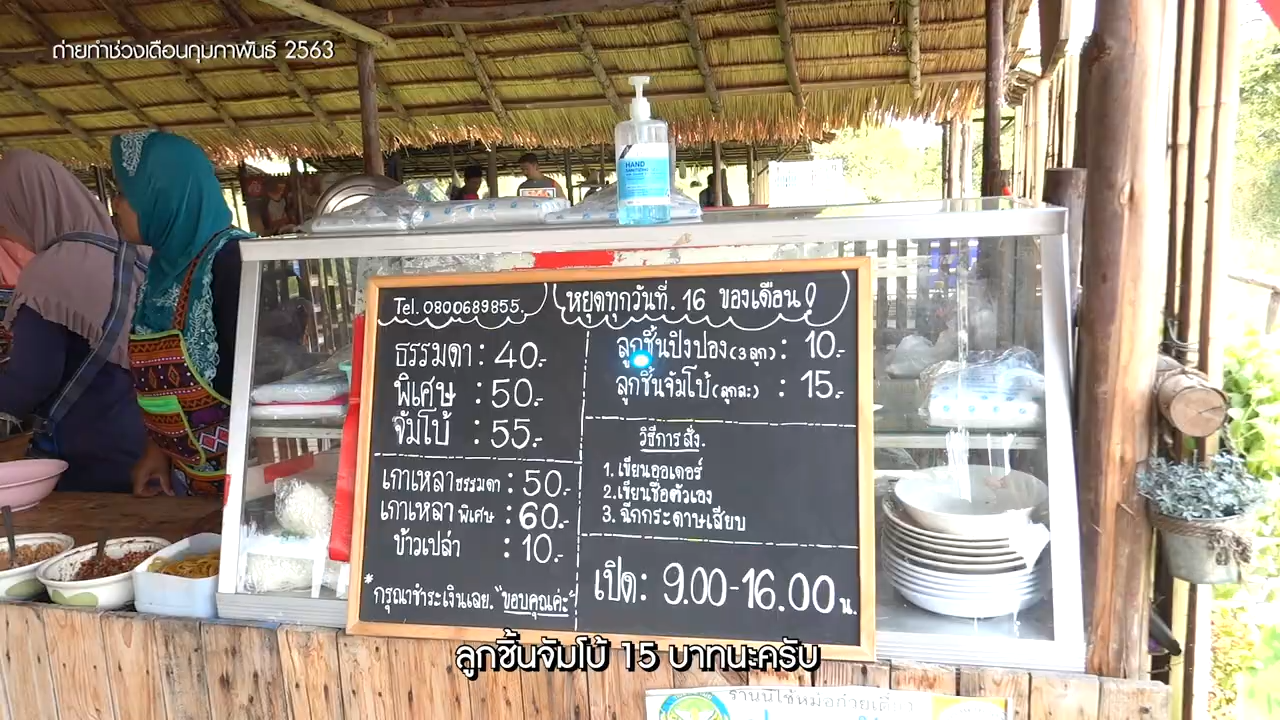 ถ่ายทำช่วงเดือนกุมภาพันธ์ 2563
HAND
Tel. 0800689855.
หยุดทุกวันที่. 16 ของเดือน
ธรรมดา : 40.-
พิเศษ : 50.-
จัมโบ้ : 55.-
เกาเหลาธรรมดา : 50.-
เกาเหลา พิเศษ : 60.-
ข้าวเปล่า : 10.-
* กรุณาชำระเงินเลย. "ขอบคุณค่ะ"
ลูกชิ้นปิงปอง (3 ลูก) : 10.-
ลูกชิ้นจัมโบ้ (ลูกละ) : 15.-
วิธีการสั่ง.
1. เขียนออเดอร์
2. เขียนชื่อตัวเอง
3. ฉีกกระดาษเสียบ
เปิด : 9.00-16.00 น.
ลูกชิ้นจัมโบ้ 15 บาทนะครับ
ร้านนี้ใช้หม้อก๋วยเตี๋ยว